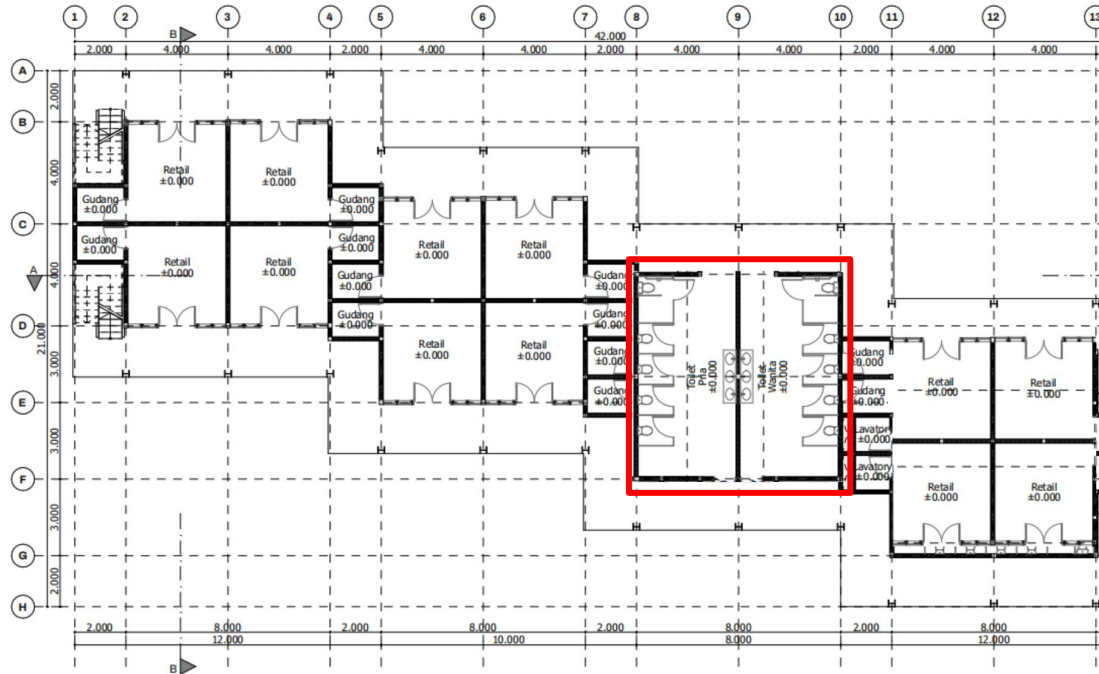 1 2 3 4 5 6 7 8 9 10 11 12 13
B 42.000
2.000 4.000 4.000 2.000 4.000 4.000 2.000 4.000 4.000 2.000 4.000 4.000
A
2.000
B
4.000
C
4.000
A
D
21.000
3.000
E
3.000
F
3.000
G
2.000
H
Retail
±0.000
Retail
±0.000
Gudang
±0.000
Gudang
±0.000
Retail
±0.000
Retail
±0.000
Gudang
±0.000
Gudang
±0.000
Gudang
±0.000
Gudang
±0.000
Retail
±0.000
Retail
±0.000
Retail
±0.000
Retail
±0.000
Gudang
±0.000
Gudang
±0.000
Gudang
±0.000
Gudang
±0.000
Toilet
Pria
±0.000
Toilet
Wanita
±0.000
Gudang
±0.000
Gudang
±0.000
Lavatory
±0.000
Lavatory
±0.000
Retail
±0.000
Retail
±0.000
Retail
±0.000
Retail
±0.000
2.000 8.000 2.000 8.000 2.000 8.000 2.000 8.000
12.000 10.000 8.000 12.000
B